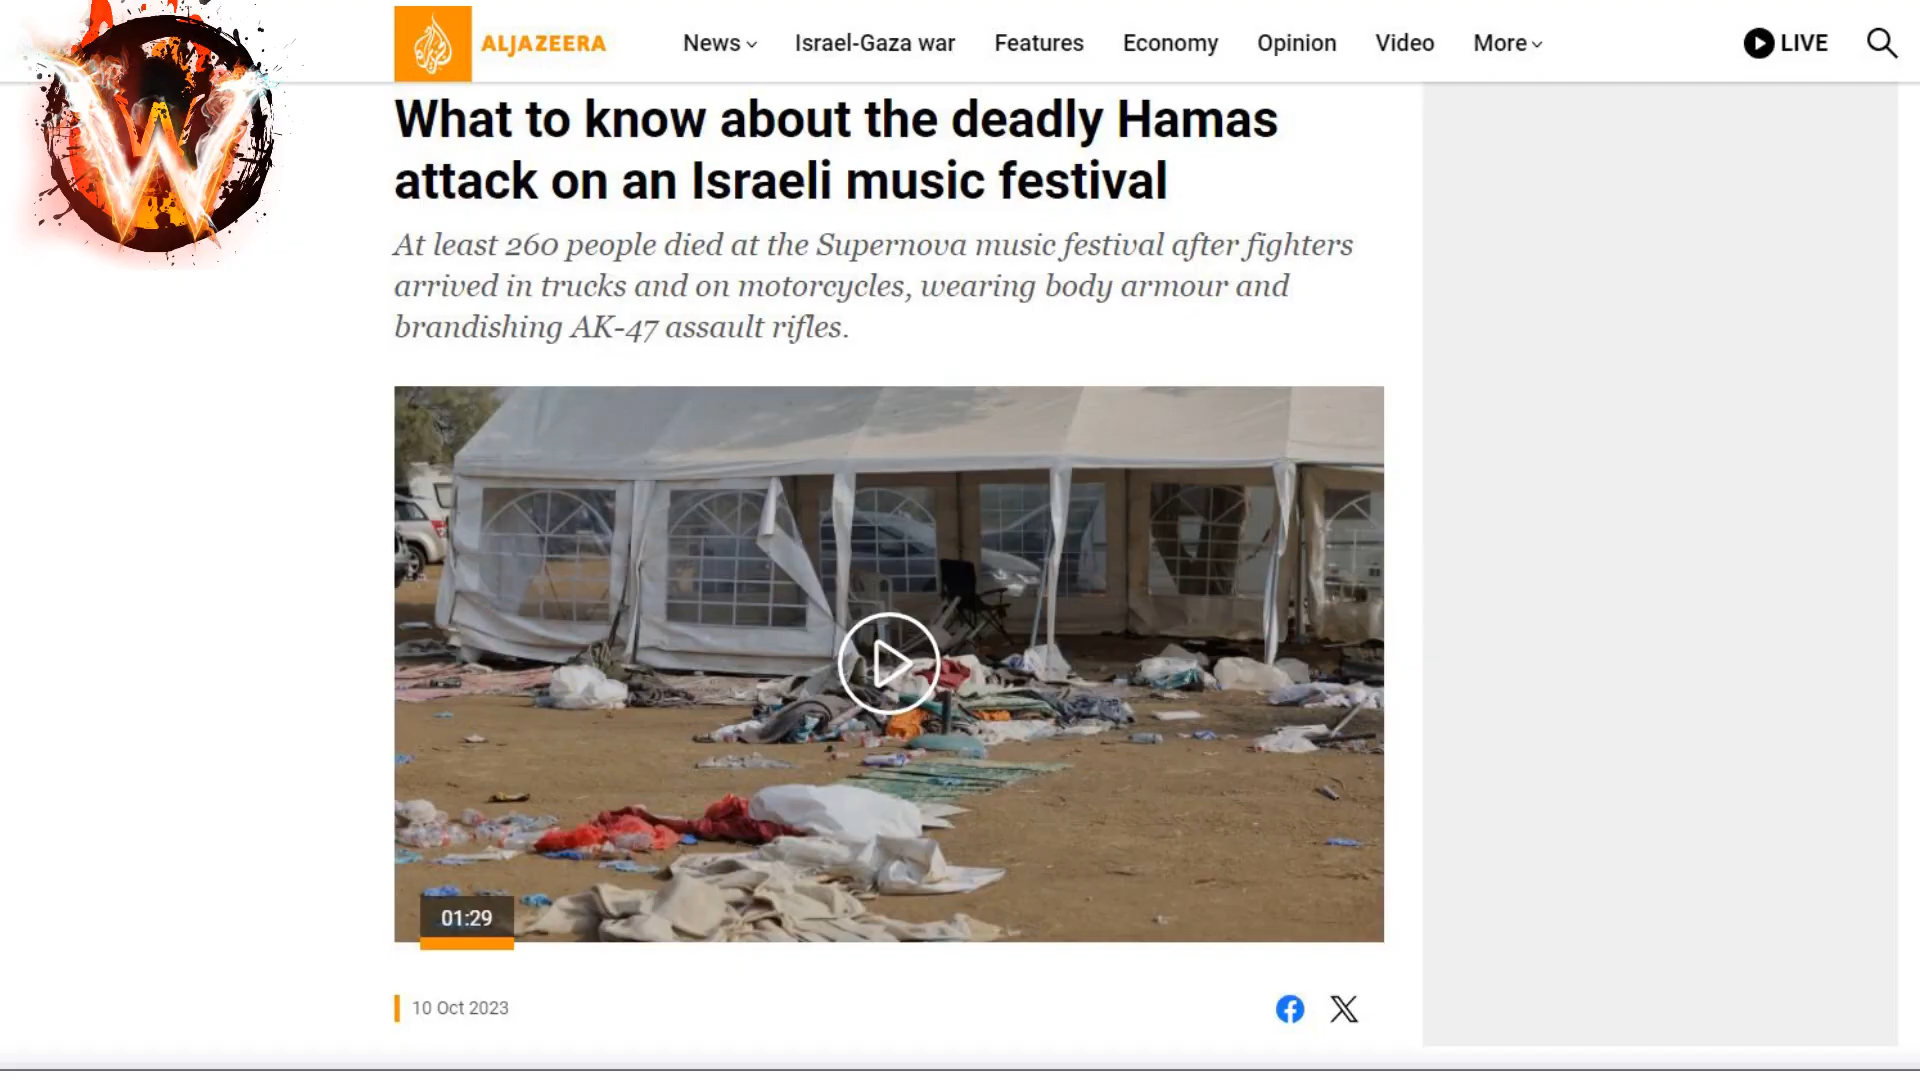 W
ALJAZEERA
News
Israel-Gaza war
Features
Economy
Opinion
Video
More
LIVE
What to know about the deadly Hamas
attack on an Israeli music festival
At least 260 people died at the Supernova music festival after fighters
arrived in trucks and on motorcycles, wearing body armour and
brandishing AK-47 assault rifles.
01:29
10 Oct 2023